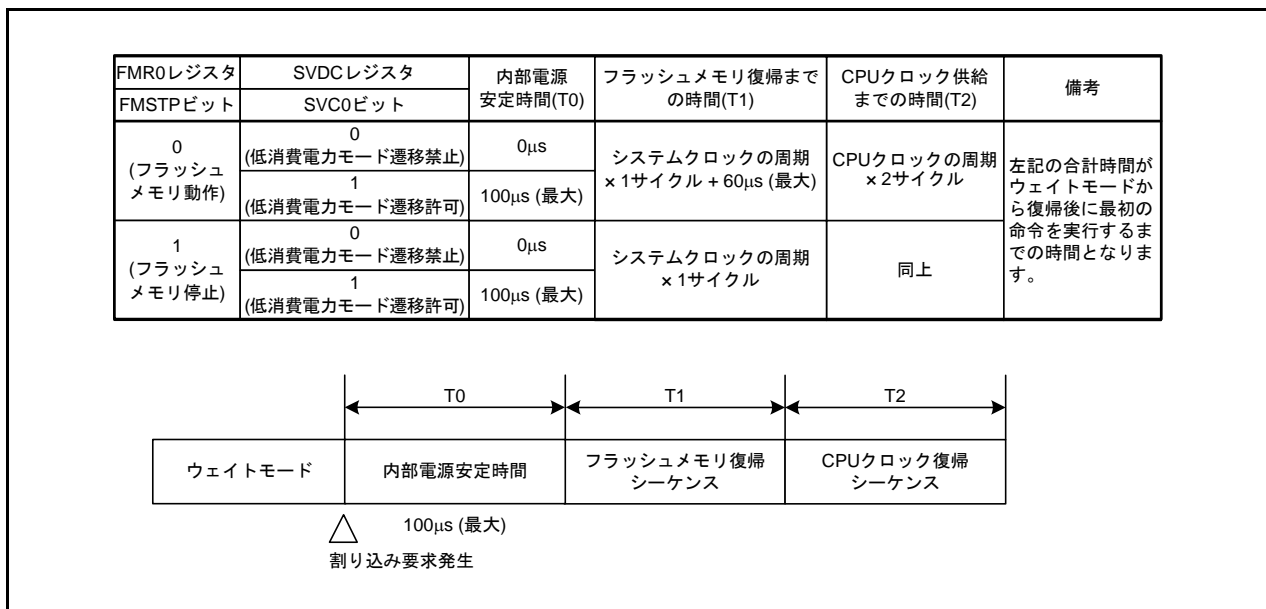 FMR0レジスタ
SVDCレジスタ
内部電源
安定時間(T0)
フラッシュメモリ復帰まで
の時間(T1)
CPUクロック供給
までの時間(T2)
備考
FMSTPビット
SVC0ビット
0
(フラッシュ
メモリ動作)
0
(低消費電力モード遷移禁止)
0μs
システムクロックの周期
×1サイクル + 60μs (最大)
CPUクロックの周期
×2サイクル
左記の合計時間が
ウェイトモードか
ら復帰後に最初の
命令を実行するま
での時間となりま
す。
1
(低消費電力モード遷移許可)
100μs (最大)
1
(フラッシュ
メモリ停止)
0
(低消費電力モード遷移禁止)
0μs
システムクロックの周期
×1サイクル
同上
1
(低消費電力モード遷移許可)
100μs (最大)
T0
T1
T2
ウェイトモード
内部電源安定時間
フラッシュメモリ復帰
シーケンス
CPUクロック復帰
シーケンス
100μs (最大)
割り込み要求発生